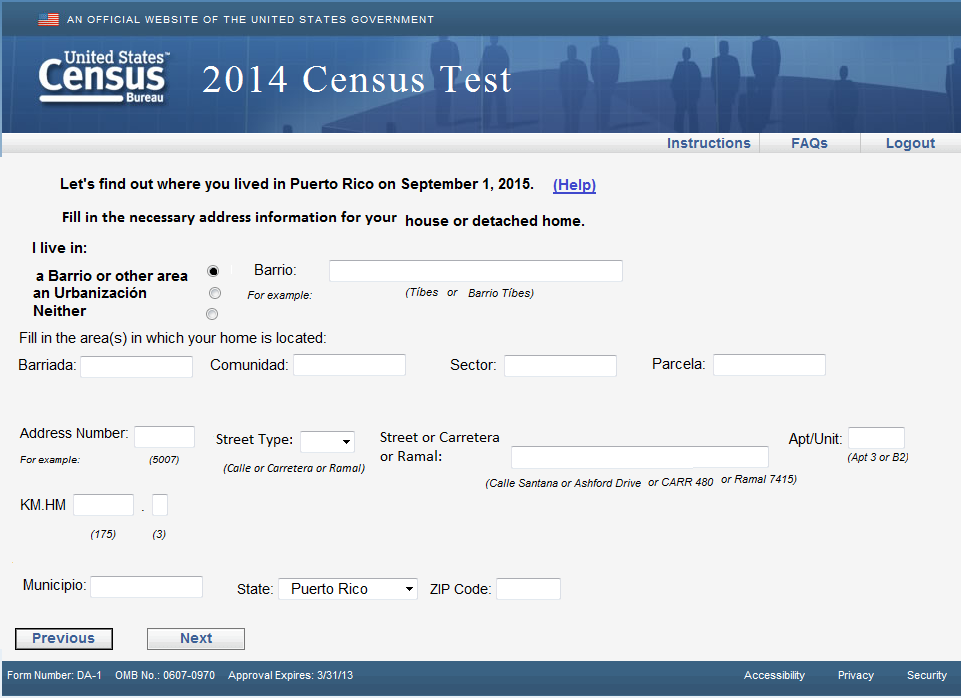 AN OFFICIAL WEBSITE OF THE UNITED STATES GOVERNMENT
United States™
Census
Bureau
2014 Census Test
Instructions FAQs Logout
Let's find out where you lived in Puerto Rico on September 1, 2015. (Help)
Fill in the necessary address information for your house or detached home.
I live in:
a Barrio or other area
an Urbanización
Neither
Barrio:
For example: (Tíbes or Barrio Tíbes)
Fill in the area(s) in which your home is located:
Barriada: Comunidad: Sector: Parcela:
Address Number: Street Type: Street or Carretera
or Ramal: Apt/Unit:
For example: (5007) (Calle or Carretera or Ramal) (Calle Santana or Ashford Drive or CARR 480 or Ramal 7415) (Apt 3 or B2)
KM.HM .
(175) (3)
Municipio: State: Puerto Rico ZIP Code:
Previous Next
Form Number: DA-1 OMB No.: 0607-0970 Approval Expires: 3/31/13 Accessibility Privacy Security